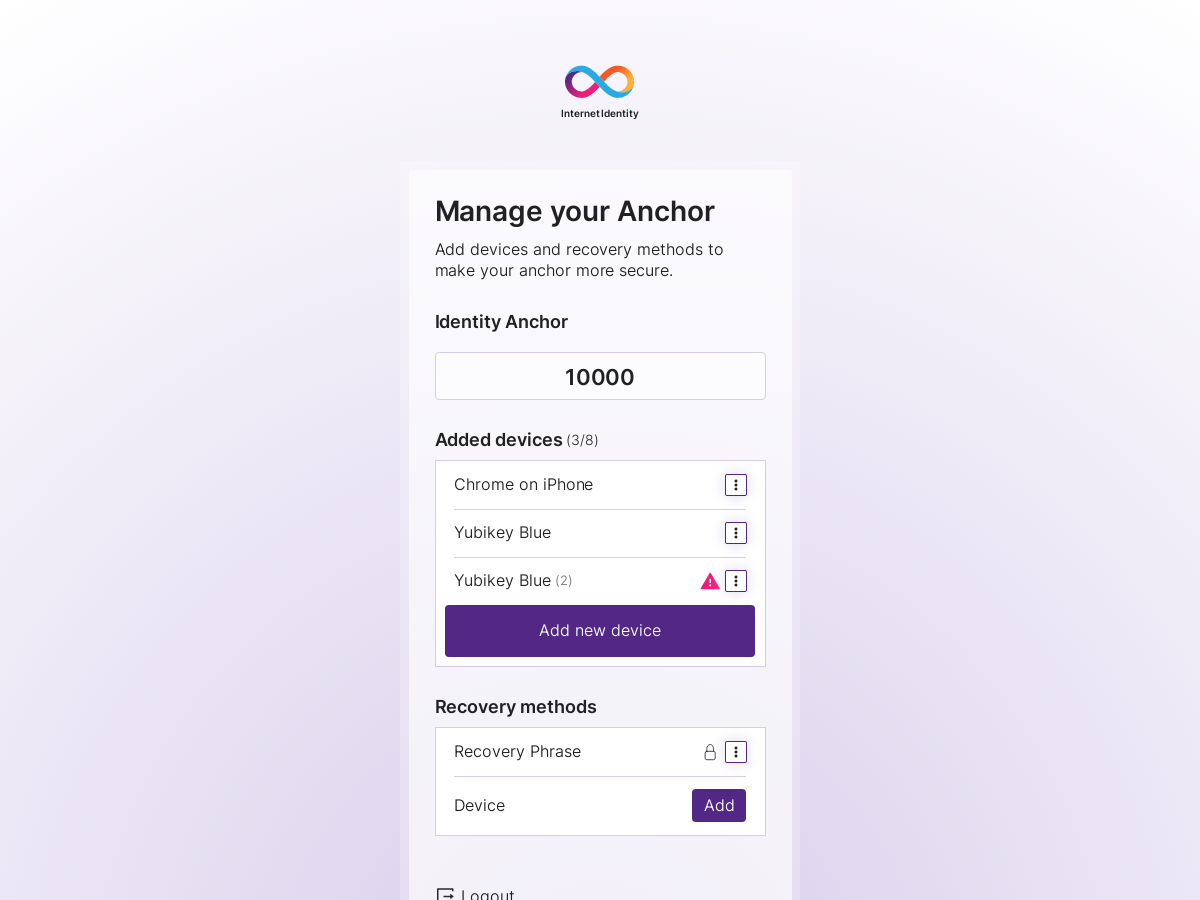 Internet Identity
Manage your Anchor
Add devices and recovery methods to
make your anchor more secure.
Identity Anchor
10000
Added devices (3/8)
Chrome on iPhone
Yubikey Blue
Yubikey Blue (2)
Add new device
Recovery methods
Recovery Phrase
Device
Add
Logout